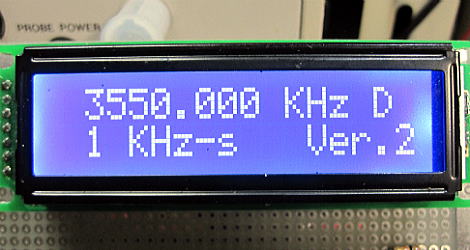 PROBE POWER
3550.000 KHz D
1 KHz-s Ver.2